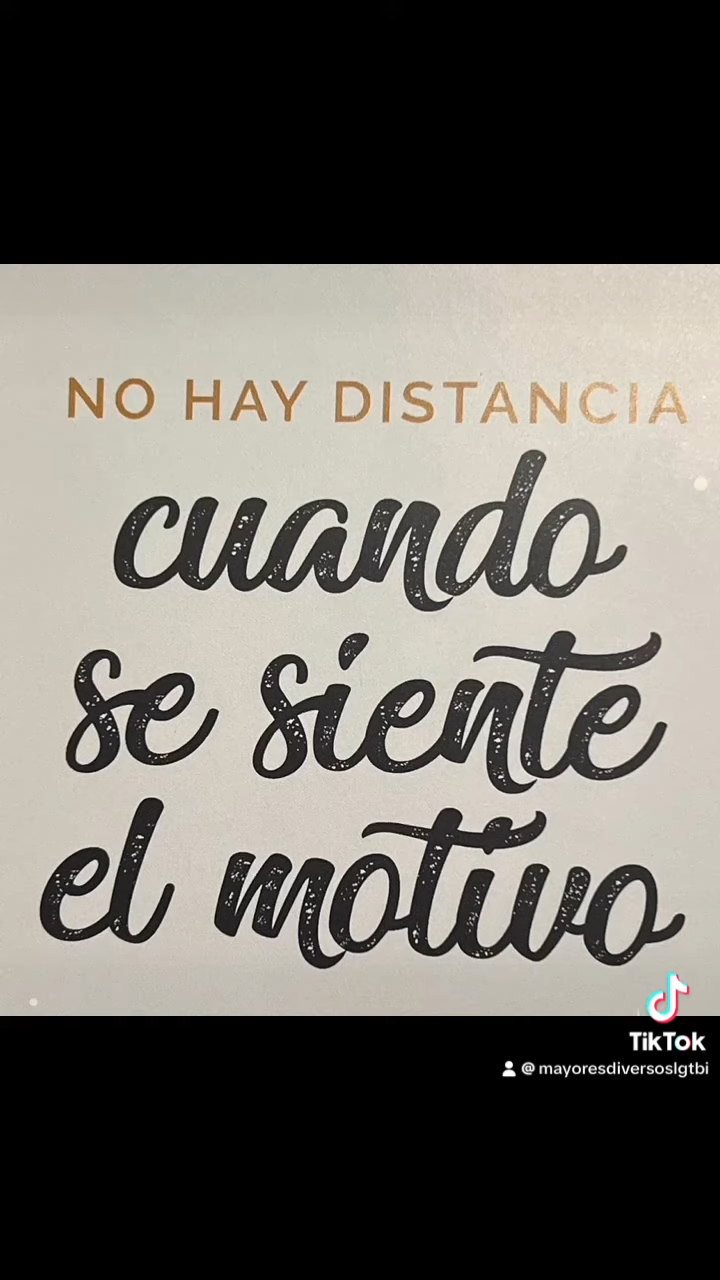 NO HAY DISTANCIA
cuando
se siente
el motivo
TikTok
@mayoresdiversoslgtbi